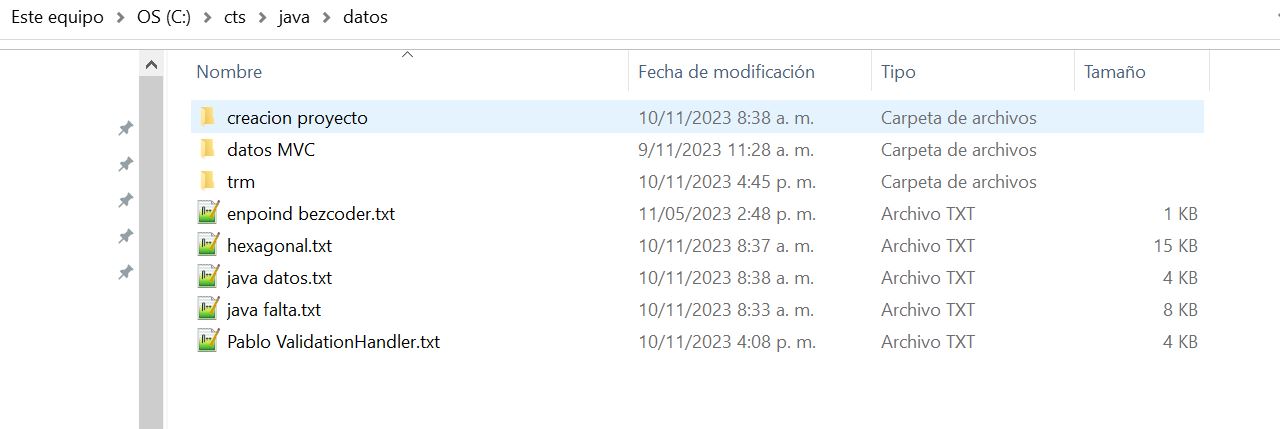 Este equipo > OS (C:) > cts > java > datos
Nombre Fecha de modificación Tipo Tamaño
creacion proyecto 10/11/2023 8:38 a. m. Carpeta de archivos
datos MVC 9/11/2023 11:28 a. m. Carpeta de archivos
trm 10/11/2023 4:45 p. m. Carpeta de archivos
enpoind bezcoder.txt 11/05/2023 2:48 p. m. Archivo TXT 1 KB
hexagonal.txt 10/11/2023 8:37 a. m. Archivo TXT 15 KB
java datos.txt 10/11/2023 8:38 a. m. Archivo TXT 4 KB
java falta.txt 10/11/2023 8:33 a. m. Archivo TXT 8 KB
Pablo ValidationHandler.txt 10/11/2023 4:08 p. m. Archivo TXT 4 KB